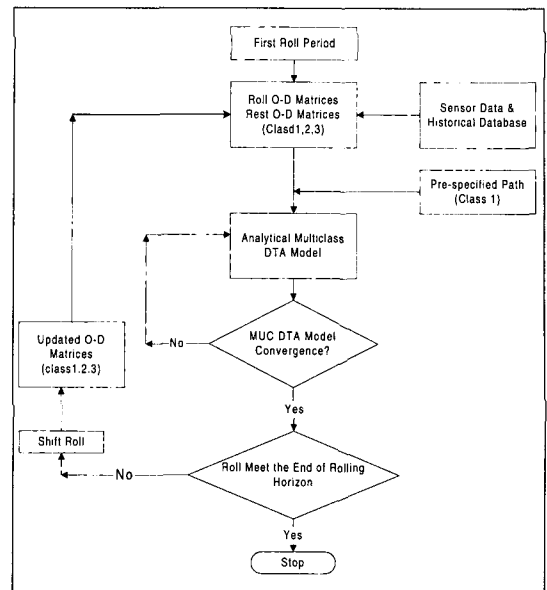 First Roll Period
Roll O-D Matrices
Rest O-D Matrices
(Clasd1,2,3)
Sensor Data &
Historical Database
Pre-specified Path
(Class 1)
Analytical Multiclass
DTA Model
No
MUC DTA Model
Convergence?
Updated O-D
Matrices
(class1.2.3)
Yes
Shift Roll
No
Roll Meet the End of Rolling
Horizon
Yes
Stop